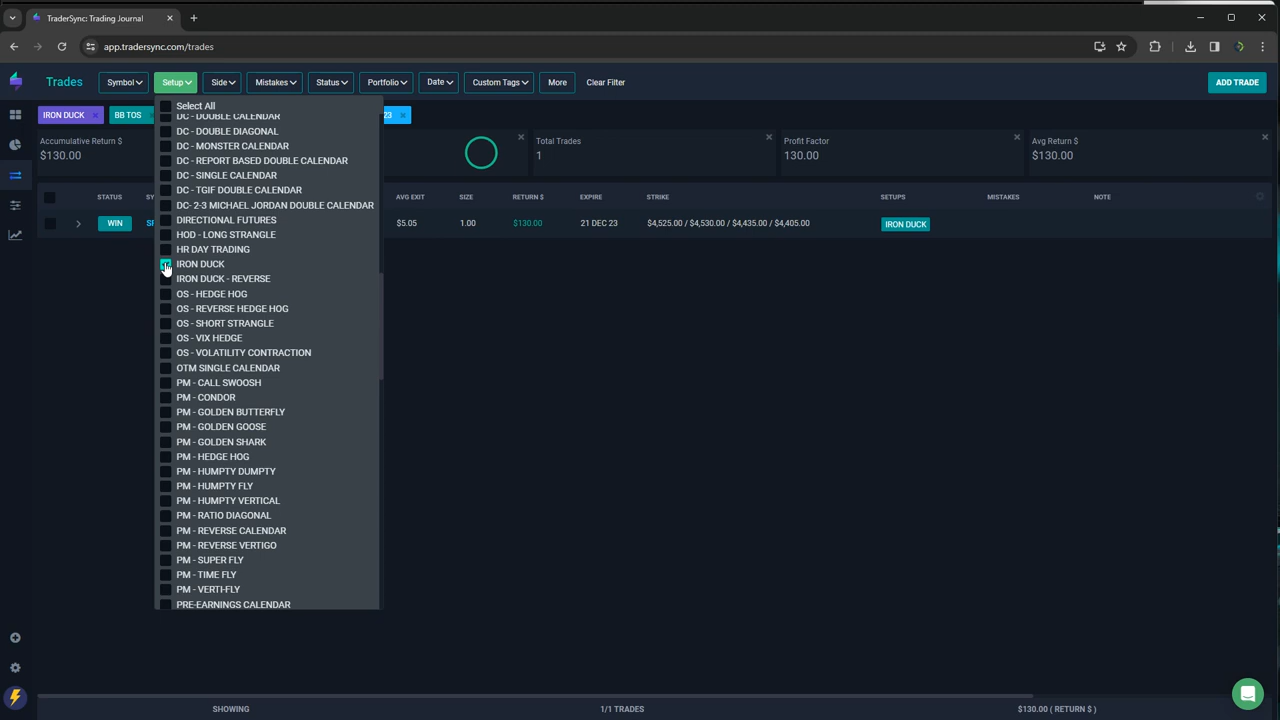 TraderSync: Trading Journal
app.tradersync.com/trades
Trades
Symbol
Setup
Side
Mistakes
Status
Portfolio
Date
Custom Tags
More
Clear Filter
ADD TRADE
IRON DUCK
BB TOS
23
Accumulative Return $
$130.00
Total Trades
1
Profit Factor
130.00
Avg Return $
$130.00
STATUS
AVG EXIT
SIZE
RETURN $
EXPIRE
STRIKE
SETUPS
MISTAKES
NOTE
WIN
$5.05
1.00
$130.00
21 DEC 23
$4,525.00 / $4,530.00 / $4,435.00 / $4,405.00
IRON DUCK
Select All
DC - DOUBLE CALENDAR
DC - DOUBLE DIAGONAL
DC - MONSTER CALENDAR
DC - REPORT BASED DOUBLE CALENDAR
DC - SINGLE CALENDAR
DC - TGIF DOUBLE CALENDAR
DC- 2-3 MICHAEL JORDAN DOUBLE CALENDAR
DIRECTIONAL FUTURES
HOD - LONG STRANGLE
HR DAY TRADING
IRON DUCK
IRON DUCK - REVERSE
OS - HEDGE HOG
OS - REVERSE HEDGE HOG
OS - SHORT STRANGLE
OS - VIX HEDGE
OS - VOLATILITY CONTRACTION
OTM SINGLE CALENDAR
PM - CALL SWOOSH
PM - CONDOR
PM - GOLDEN BUTTERFLY
PM - GOLDEN GOOSE
PM - GOLDEN SHARK
PM - HEDGE HOG
PM - HUMPTY DUMPTY
PM - HUMPTY FLY
PM - HUMPTY VERTICAL
PM - RATIO DIAGONAL
PM - REVERSE CALENDAR
PM - REVERSE VERTIGO
PM - SUPER FLY
PM - TIME FLY
PM - VERTI-FLY
PRE-EARNINGS CALENDAR
SHOWING
1/1 TRADES
$130.00 ( RETURN $ )